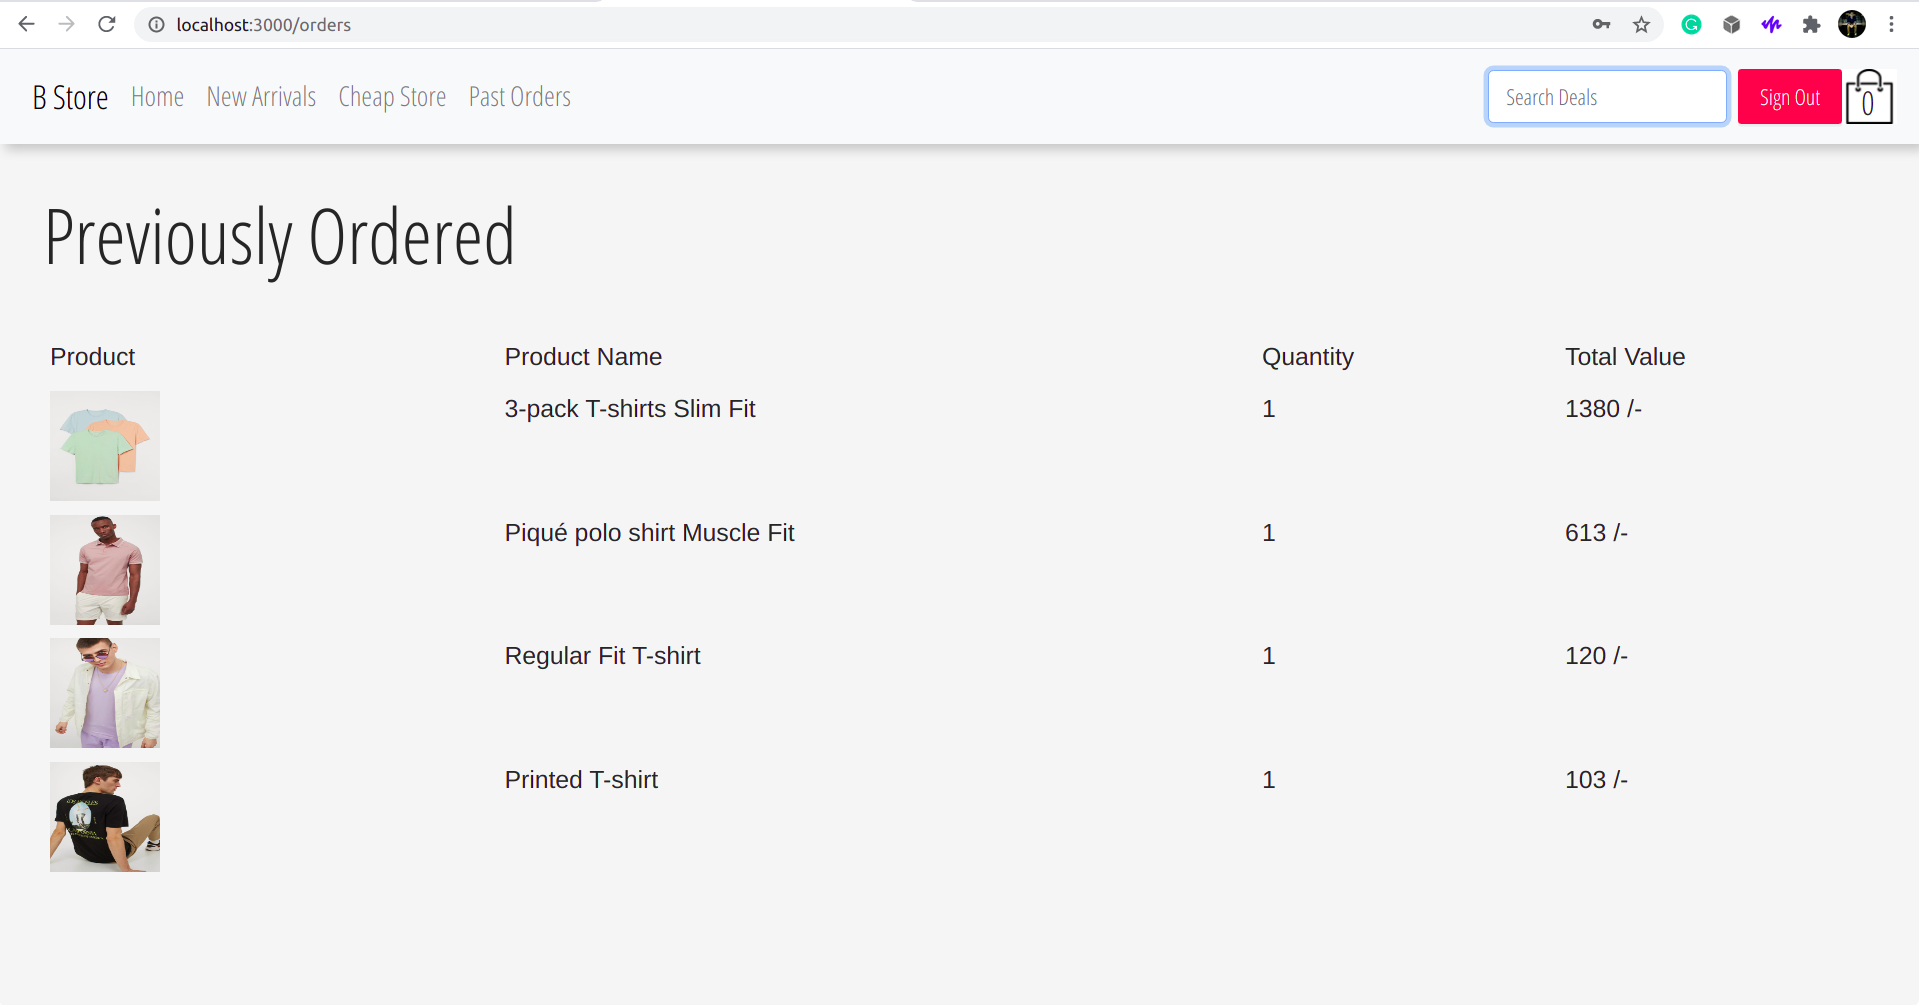 localhost:3000/orders
B Store Home New Arrivals Cheap Store Past Orders Search Deals Sign Out 0
Previously Ordered
Product Product Name Quantity Total Value
3-pack T-shirts Slim Fit 1 1380 /-
Piqué polo shirt Muscle Fit 1 613 /-
Regular Fit T-shirt 1 120 /-
Printed T-shirt 1 103 /-